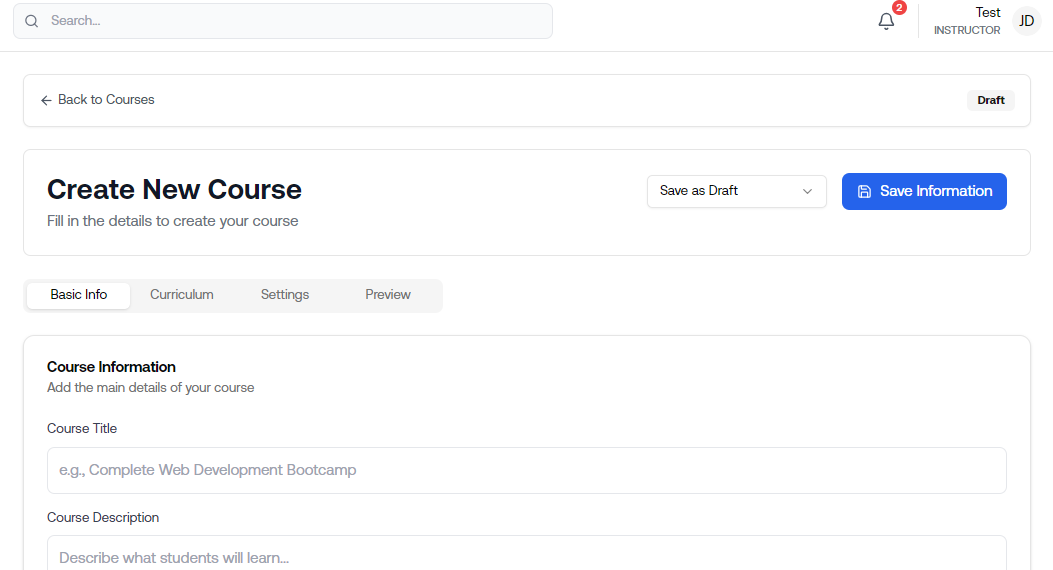 Search...
2
Test
INSTRUCTOR
JD
Back to Courses
Draft
Create New Course
Fill in the details to create your course
Save as Draft
Save Information
Basic Info
Curriculum
Settings
Preview
Course Information
Add the main details of your course
Course Title
e.g., Complete Web Development Bootcamp
Course Description
Describe what students will learn...